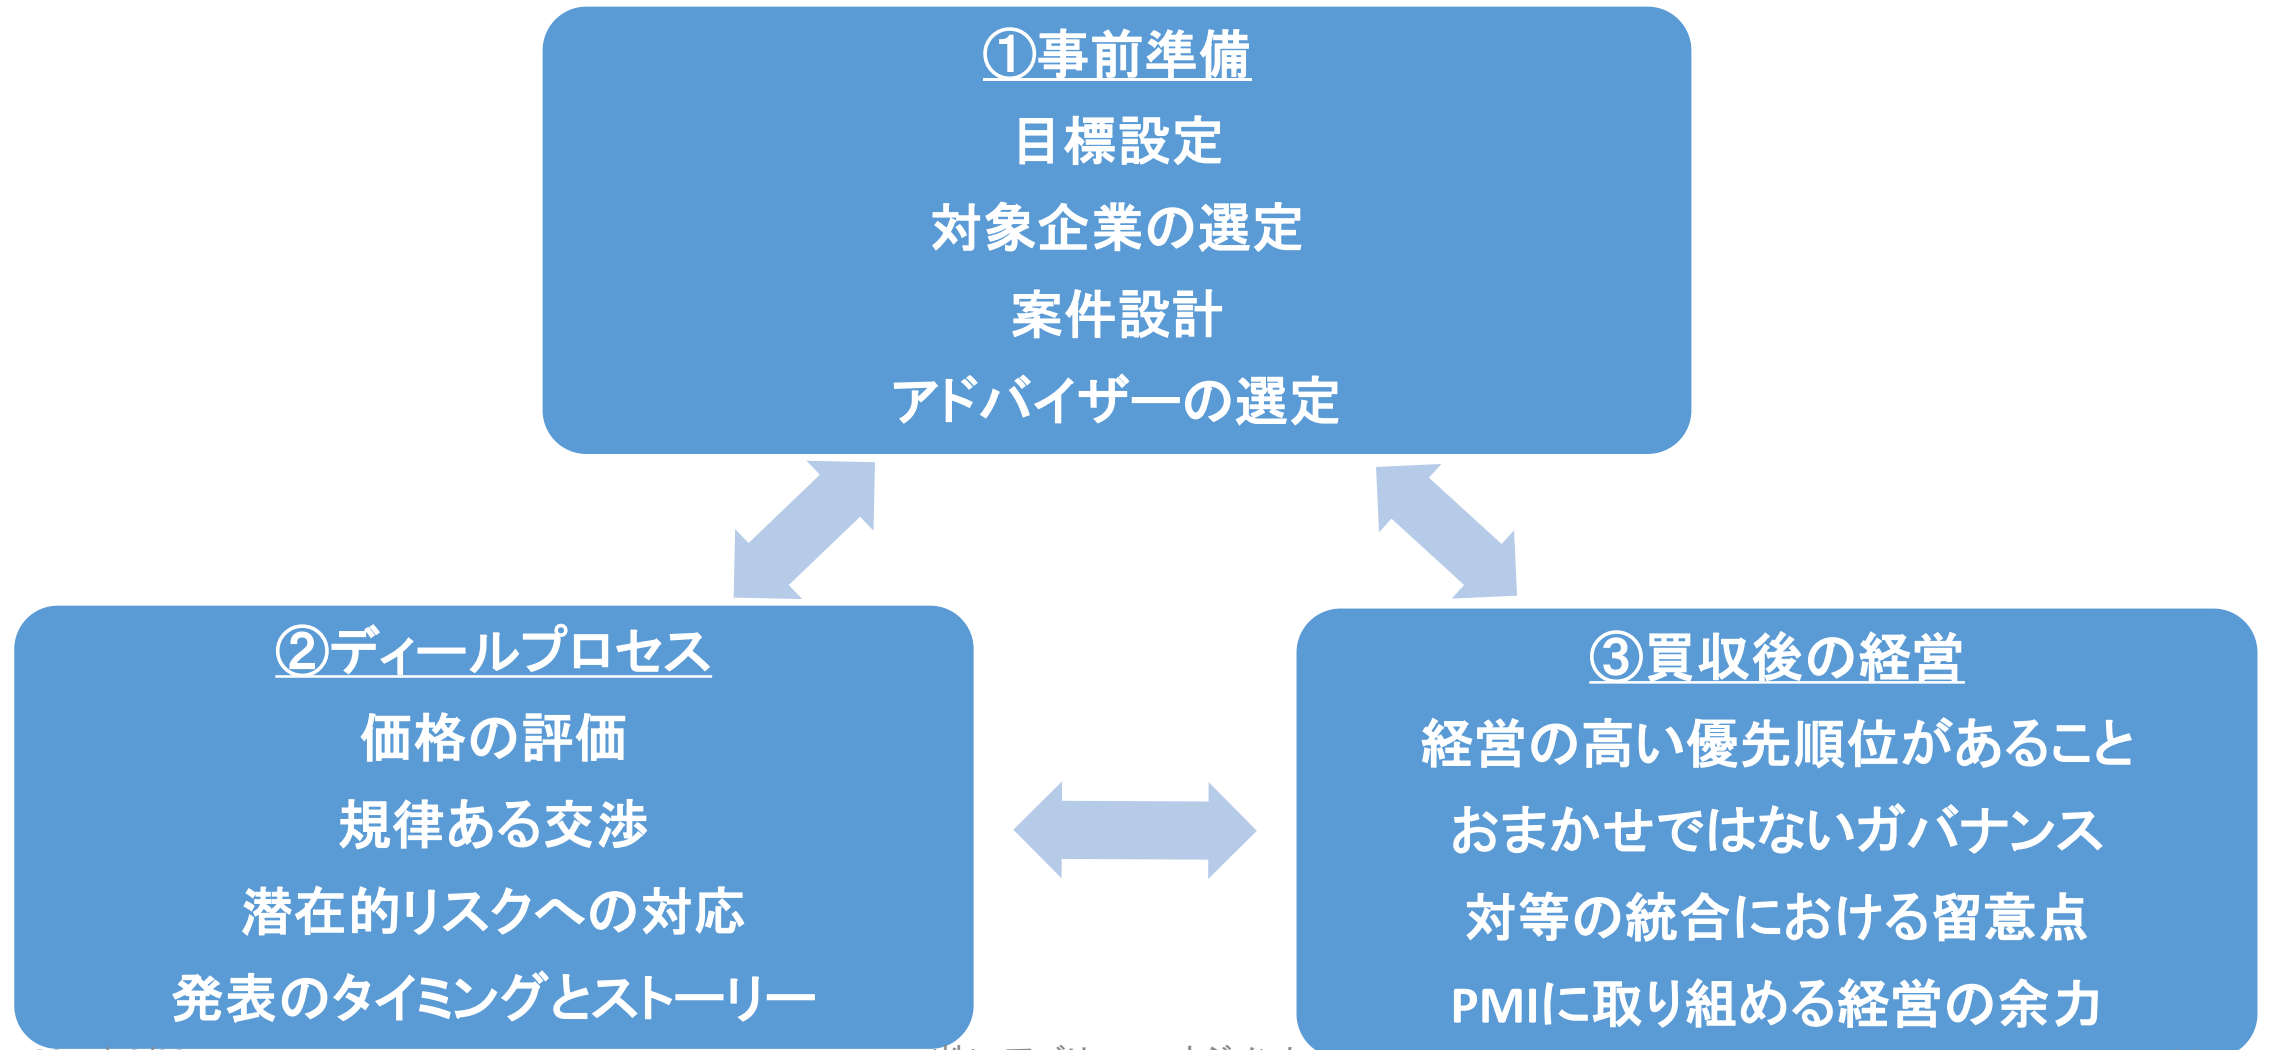 ①事前準備
目標設定
対象企業の選定
案件設計
アドバイザーの選定
②ディールプロセス
価格の評価
規律ある交渉
潜在的リスクへの対応
発表のタイミングとストーリー
③買収後の経営
経営の高い優先順位があること
おまかせではないガバナンス
対等の統合における留意点
PMIに取り組める経営の余力